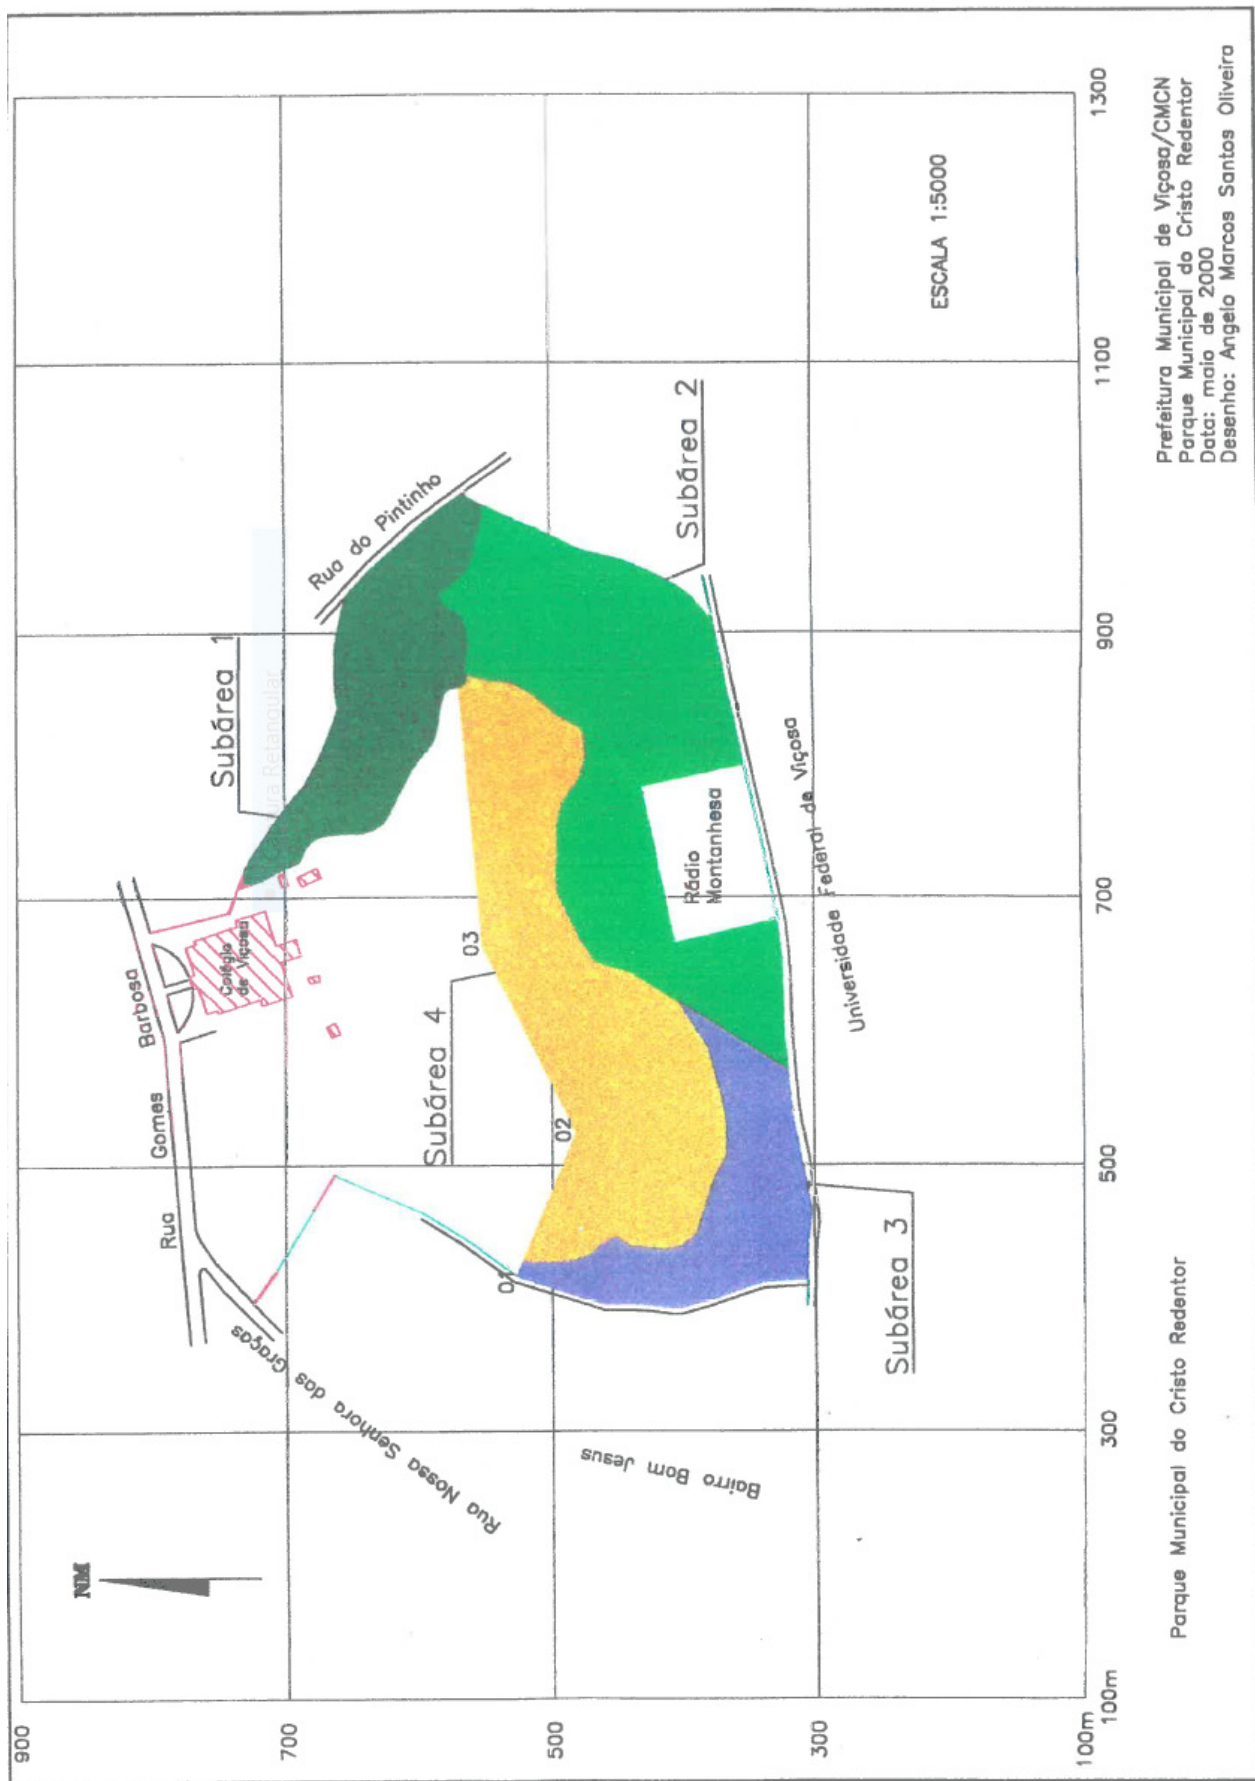 NM
900
700
500
300
100m
100m
300
500
700
900
1100
1300
Rua Gomes Barbosa
Colégio
de Viçosa
Rua Nossa Senhora das Graças
Bairro Bom Jesus
Subárea 1
Rua do Pintinho
Subárea 4
01
02
03
Subárea 2
Rádio
Montanhesa
Universidade Federal de Viçosa
Subárea 3
ESCALA 1:5000
Parque Municipal do Cristo Redentor
Prefeitura Municipal de Viçosa/CMCN
Parque Municipal do Cristo Redentor
Data: maio de 2000
Desenho: Angelo Marcos Santos Oliveira